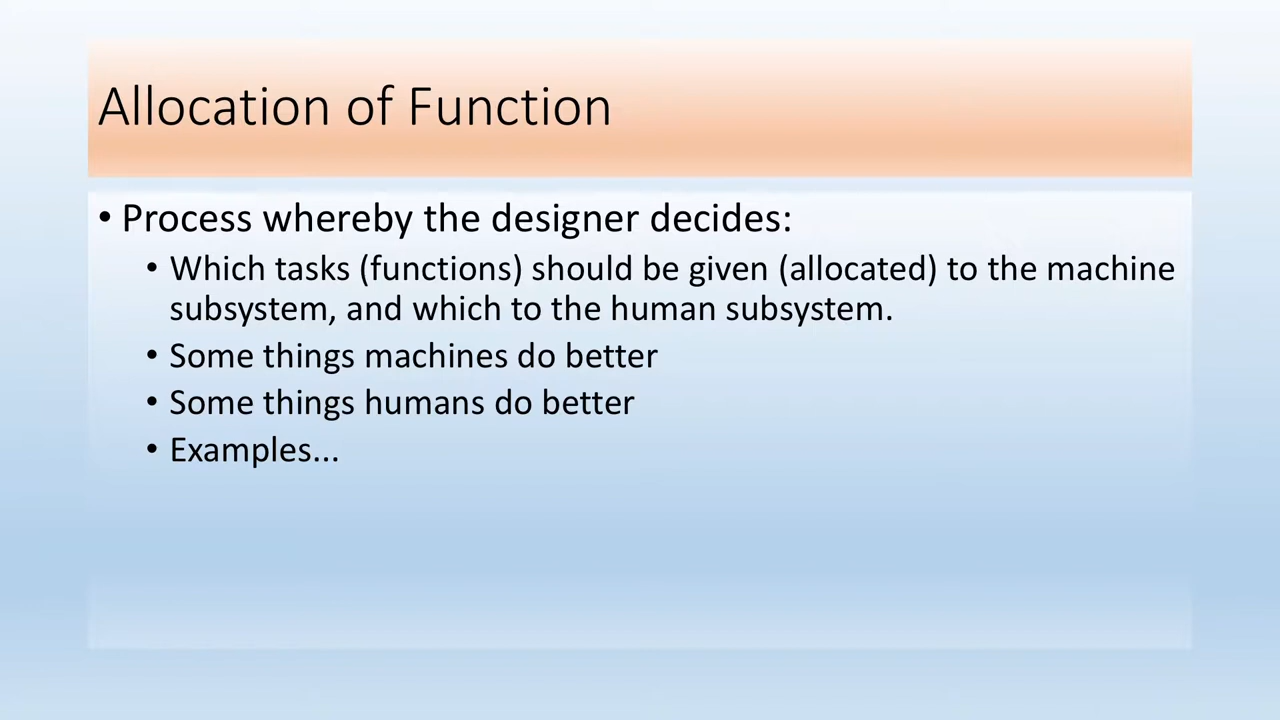 Allocation of Function
• Process whereby the designer decides:
• Which tasks (functions) should be given (allocated) to the machine
subsystem, and which to the human subsystem.
• Some things machines do better
• Some things humans do better
• Examples...